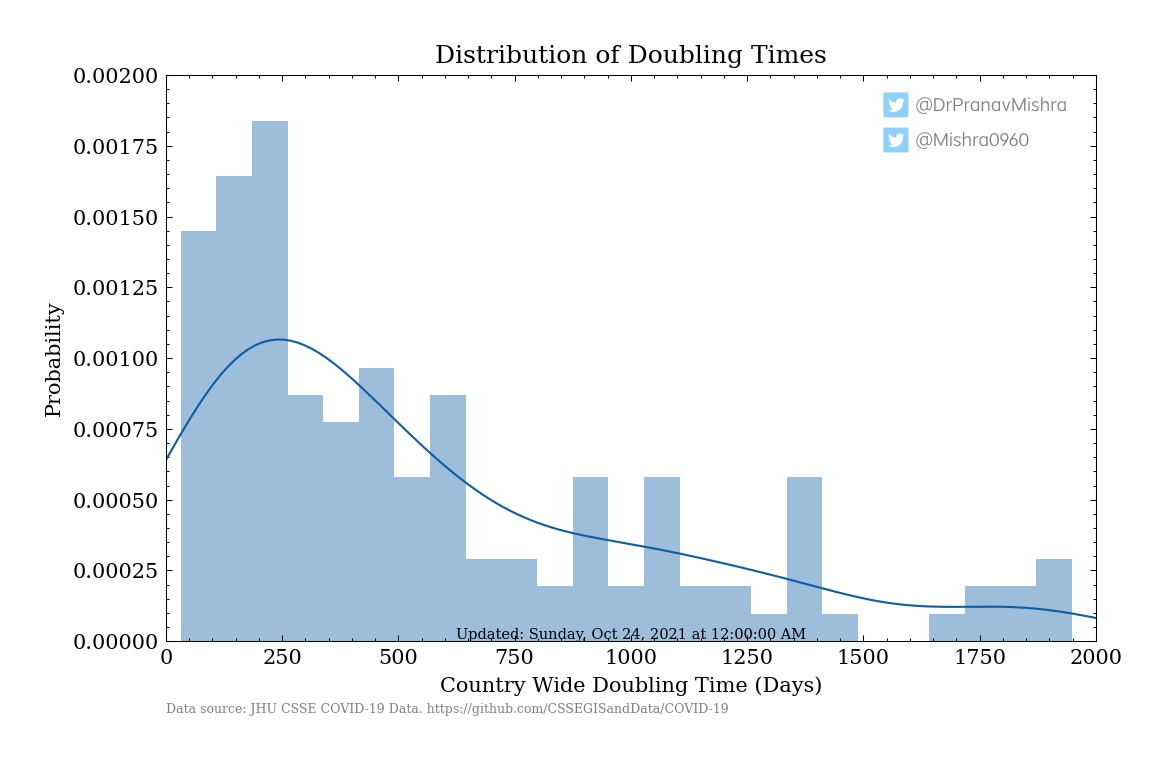 Distribution of Doubling Times
0.00200
0.00175
0.00150
0.00125
0.00100
0.00075
0.00050
0.00025
0.00000
Probability
@DrPranavMishra
@Mishra0960
Updated: Sunday, Oct 24, 2021 at 12:00:00 AM
0 250 500 750 1000 1250 1500 1750 2000
Country Wide Doubling Time (Days)
Data source: JHU CSSE COVID-19 Data. https://github.com/CSSEGISandData/COVID-19